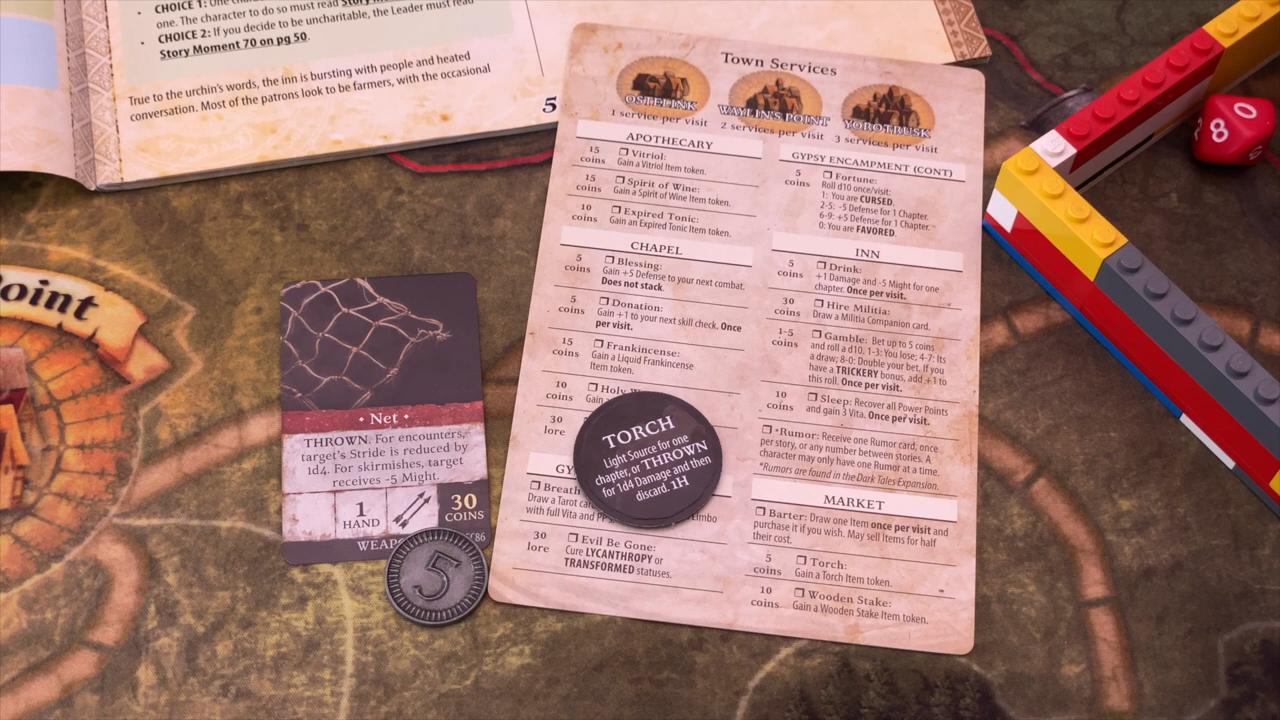 CHOICE 1: One
one. The character to do so must read Story
CHOICE 2: If you decide to be uncharitable, the Leader must read
Story Moment 70 on pg 50.
True to the urchin's words, the inn is bursting with people and heated
conversation. Most of the patrons look to be farmers, with the occasional
5
oint
Net
THROWN. For encounters,
target's Stride is reduced by
1d4. For skirmishes, target
receives -5 Might.
1
HAND
30
COINS
86
5
Town Services
OSTELINK
1 service per visit
WAYLIN'S POINT
2 services per visit
YOROTRUSK
3 services per visit
APOTHECARY
15 coins
Vitriol:
Gain a Vitriol Item token.
15 coins
Spirit of Wine:
Gain a Spirit of Wine Item token.
10 coins
Expired Tonic:
Gain an Expired Tonic Item token.
CHAPEL
5 coins
Blessing:
Gain +5 Defense to your next combat.
Does not stack.
5 coins
Donation:
Gain +1 to your next skill check. Once
per visit.
15 coins
Frankincense:
Gain a Liquid Frankincense
Item token.
10 coins
Holy
30 lore
GY
Breath
Draw a Tarot
with full Vita and
imbo
30 lore
Evil Be Gone:
Cure LYCANTHROPY or
TRANSFORMED statuses.
TORCH
Light Source for one
chapter, or THROWN
for 1d4 Damage and then
discard. 1H
GYPSY ENCAMPMENT (CONT)
5 coins
Fortune:
Roll d10 once/visit:
1: You are CURSED.
2-5: -5 Defense for 1 Chapter.
6-9: +5 Defense for 1 Chapter.
0: You are FAVORED.
INN
5 coins
Drink:
+1 Damage and -5 Might for one
chapter. Once per visit.
30 coins
Hire Militia:
Draw a Militia Companion card.
1-5 coins
Gamble: Bet up to 5 coins
and roll a d10. 1-3: You lose; 4-7: Its
a draw; 8-0: Double your bet. If you
have a TRICKERY bonus, add +1 to
this roll. Once per visit.
10 coins
Sleep: Recover all Power Points
and gain 3 Vita. Once per visit.
*Rumor: Receive one Rumor card, once
per story, or any number between stories. A
character may only have one Rumor at a time.
*Rumors are found in the Dark Tales Expansion.
MARKET
Barter: Draw one Item once per visit and
purchase it if you wish. May sell Items for half
their cost.
5 coins
Torch:
Gain a Torch Item token.
10 coins
Wooden Stake:
Gain a Wooden Stake Item token.
0
8